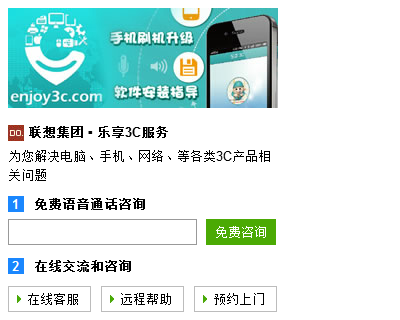 手机刷机升级
软件安装指导
enjoy3c.com
联想集团▪乐享3C服务
为您解决电脑、手机、网络、等各类3C产品相
关问题
1 免费语音通话咨询
免费咨询
2 在线交流和咨询
在线客服 远程帮助 预约上门